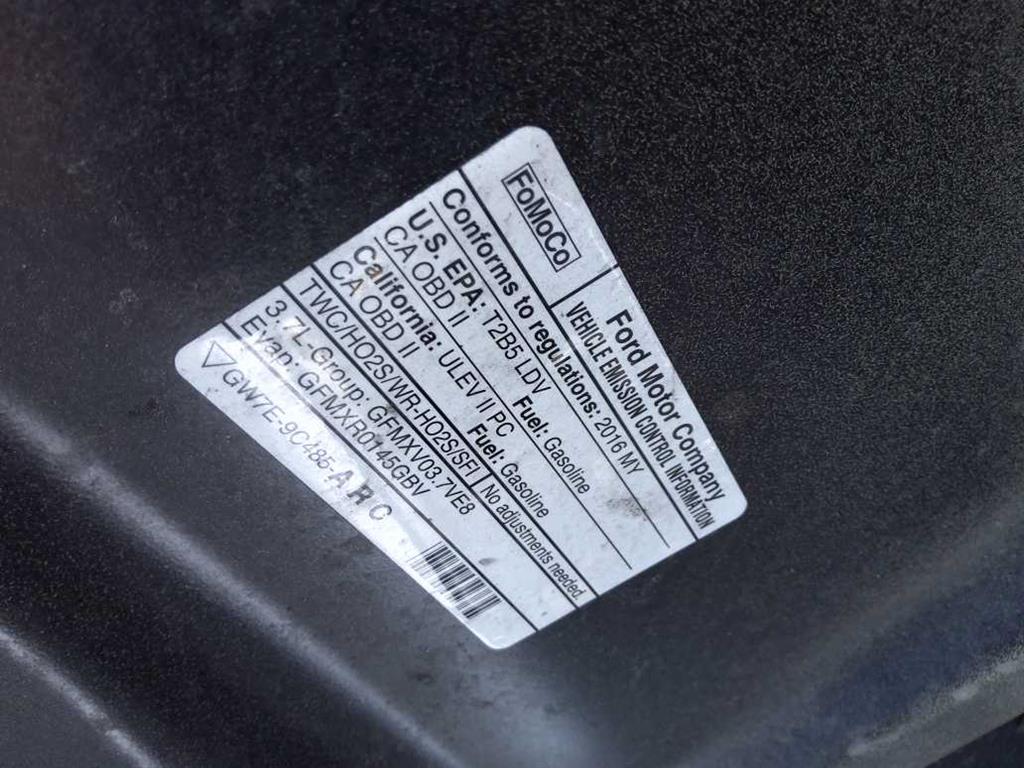 FoMoCo
Ford Motor Company
VEHICLE EMISSION CONTROL INFORMATION
Conforms to regulations: 2016 MY
U.S. EPA: T2B5 LDV Fuel: Gasoline
CA OBD II
California: ULEV II PC Fuel: Gasoline
CA OBD II
TWC/HO2S/WR-HO2S/SFI No adjustments needed.
3.7L-Group: GFMXV03.7VE8
Evap: GFMXR0145GBV
GW7E-9C485-A R C